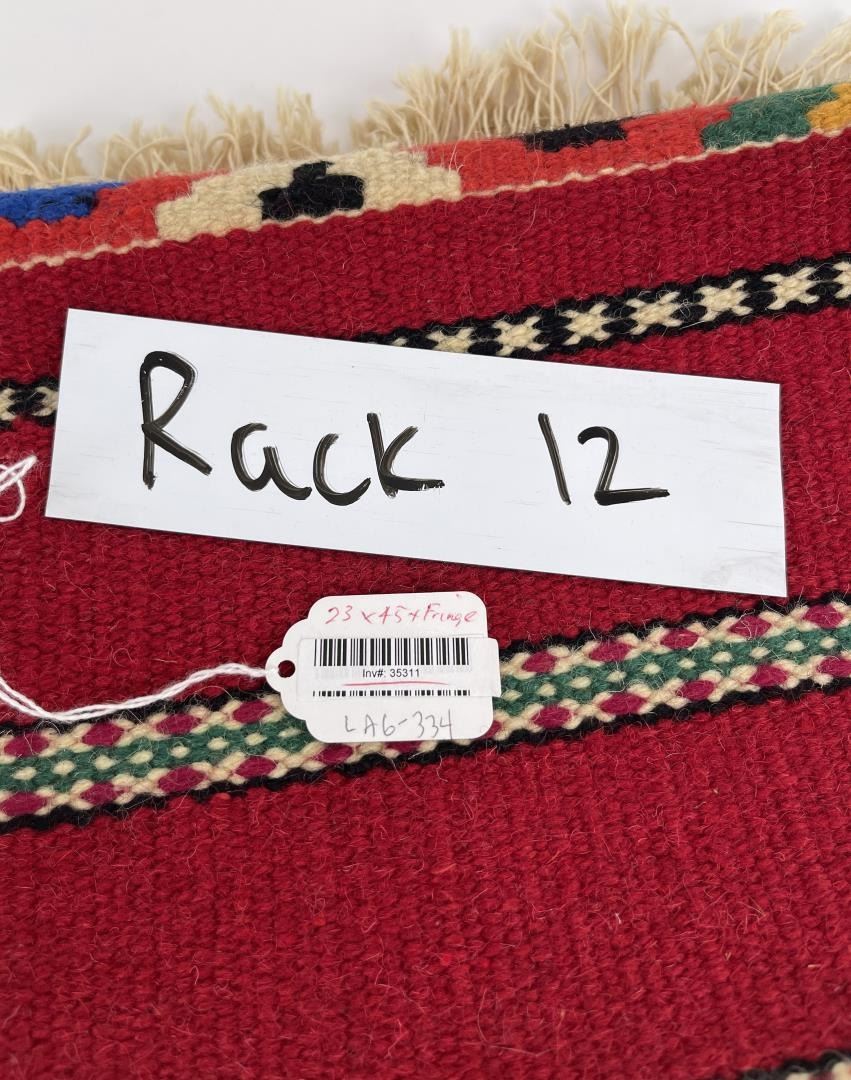 Rack 12
23 x 45 + Fringe
Inv#: 35311
LA6-334